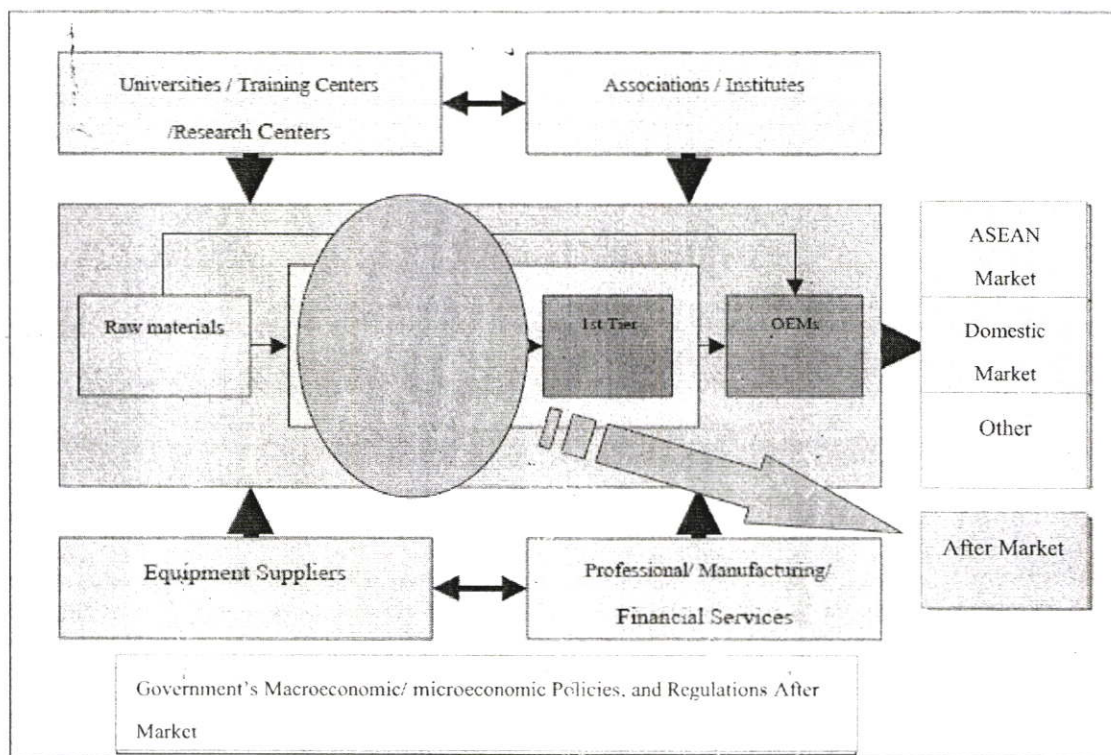 Universities / Training Centers
/Research Centers
Associations / Institutes
Raw materials
1st Tier
OEMs
ASEAN
Market
Domestic
Market
Other
After Market
Equipment Suppliers
Professional/ Manufacturing/
Financial Services
Government's Macroeconomic/ microeconomic Policies, and Regulations After
Market